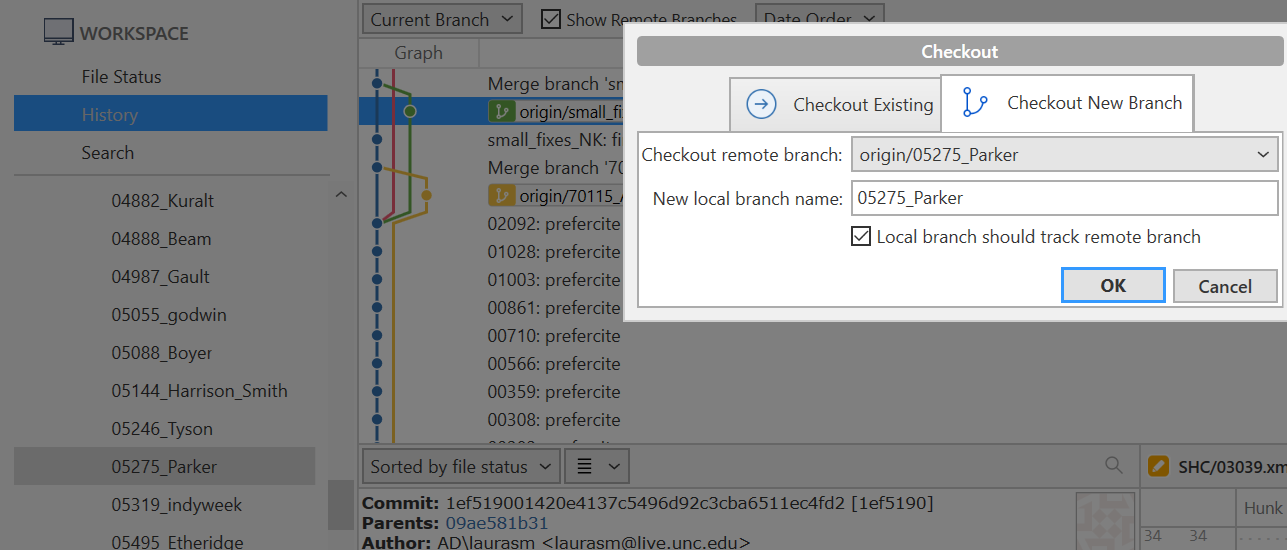 WORKSPACE
File Status
History
Search
04882_Kuralt
04888_Beam
04987_Gault
05055_godwin
05088_Boyer
05144_Harrison_Smith
05246_Tyson
05275_Parker
05319_indyweek
05495_Etheridge
Current Branch
Show Remote Branches
Date Order
Graph
Merge branch 'sm
origin/small_fix
small_fixes_NK: fi
Merge branch '70
origin/70115_
02092: prefercite
01028: prefercite
01003: prefercite
00861: prefercite
00710: prefercite
00566: prefercite
00359: prefercite
00308: prefercite
Checkout
Checkout Existing
Checkout New Branch
Checkout remote branch: origin/05275_Parker
New local branch name: 05275_Parker
Local branch should track remote branch
OK Cancel
Sorted by file status
Commit: 1ef519001420e4137c5496d92c3cba6511ec4fd2 [1ef5190]
Parents: 09ae581b31
Author: AD\laurasm <laurasm@live.unc.edu>
SHC/03039.xm
Hunk
34 34